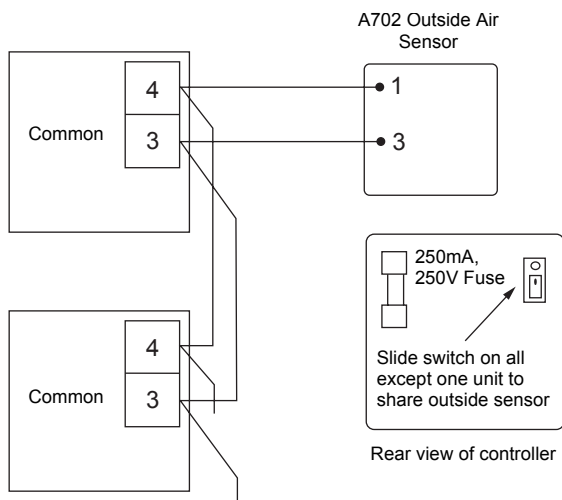 A702 Outside Air
Sensor
4
Common
3
1
3
250mA,
250V Fuse
Slide switch on all
except one unit to
share outside sensor
Rear view of controller
4
Common
3